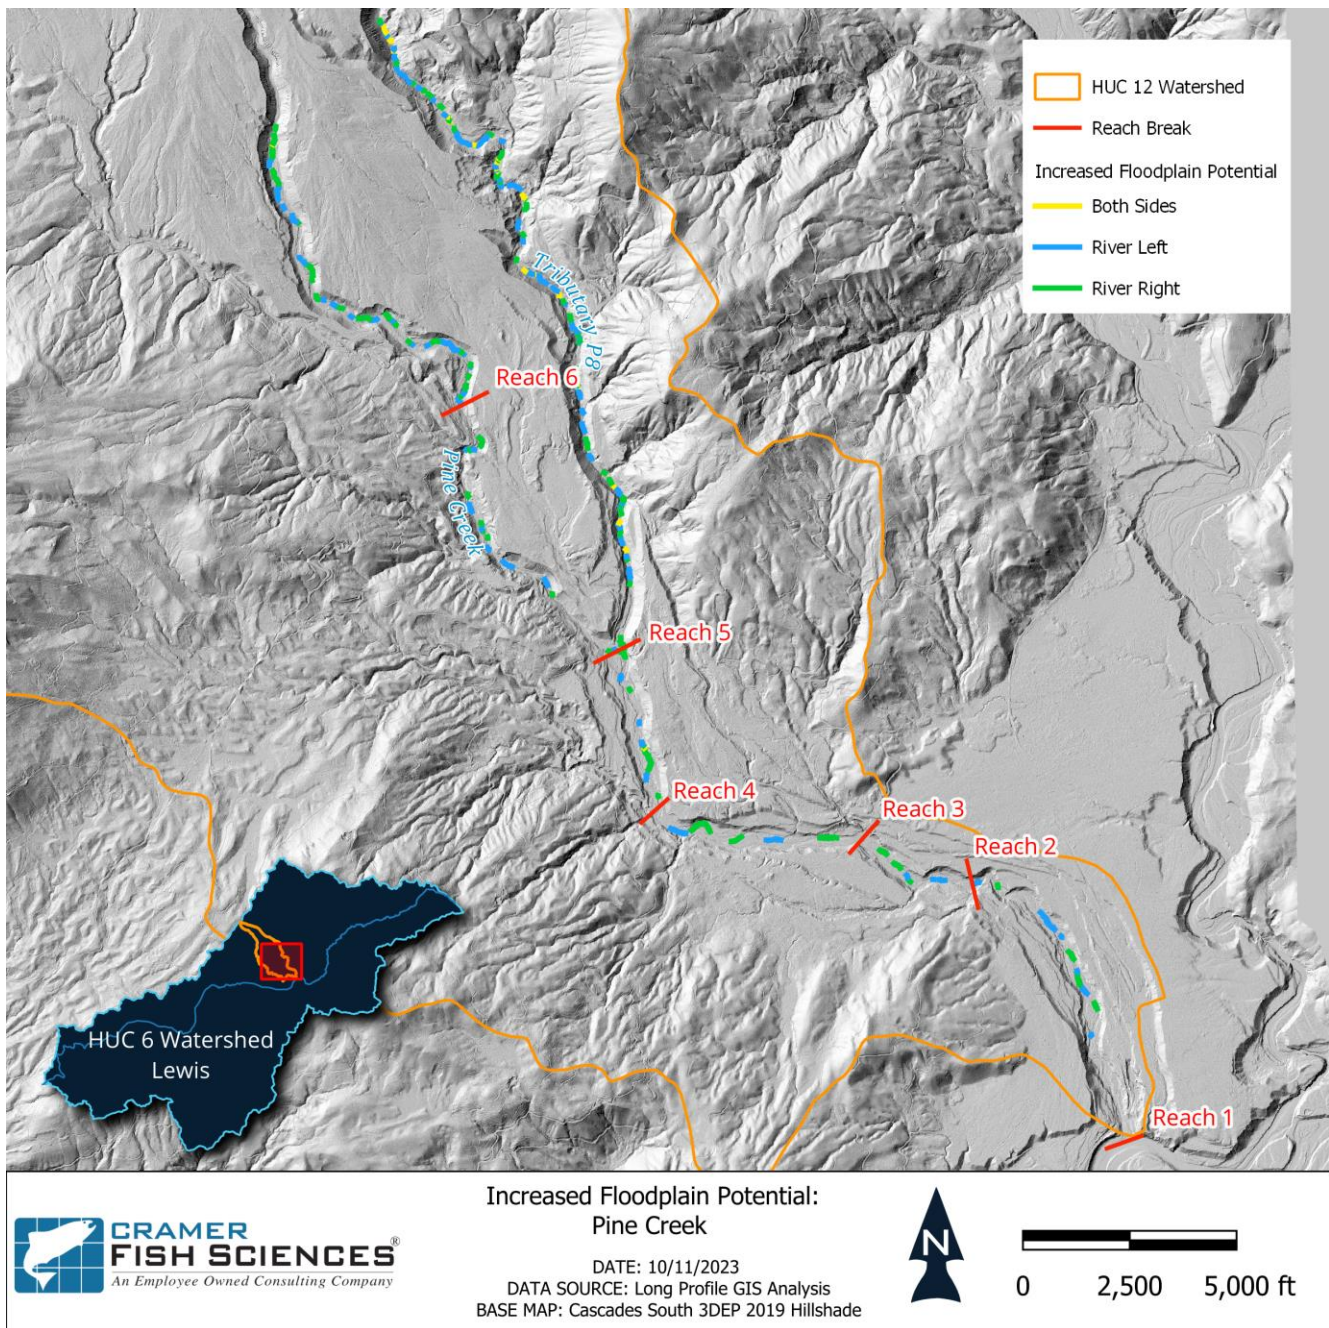 HUC 12 Watershed
Reach Break
Increased Floodplain Potential
Both Sides
River Left
River Right
Tributary P8
Reach 6
Pine Creek
Reach 5
Reach 4
Reach 3
Reach 2
Reach 1
HUC 6 Watershed
Lewis
CRAMER
FISH SCIENCES®
An Employee Owned Consulting Company
Increased Floodplain Potential:
Pine Creek
DATE: 10/11/2023
DATA SOURCE: Long Profile GIS Analysis
BASE MAP: Cascades South 3DEP 2019 Hillshade
N
0 2,500 5,000 ft